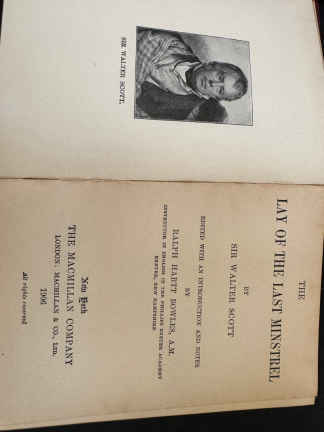 SIR WALTER SCOTT.
THE
LAY OF THE LAST MINSTREL
BY
SIR WALTER SCOTT
EDITED WITH AN INTRODUCTION AND NOTES
BY
RALPH HARTT BOWLES, A.M.
INSTRUCTOR IN ENGLISH IN THE PHILLIPS EXETER ACADEMY
EXETER, NEW HAMPSHIRE
New York
THE MACMILLAN COMPANY
LONDON: MACMILLAN & CO., LTD.
1906
All rights reserved